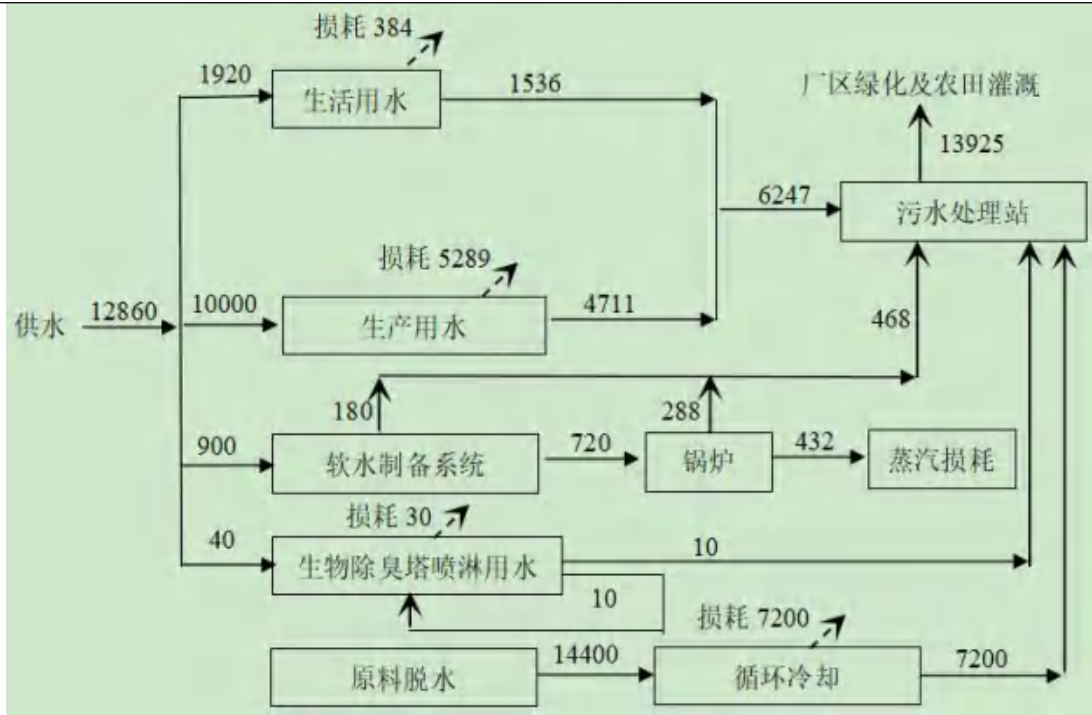 损耗 384
1920
生活用水
1536
厂区绿化及农田灌溉
13925
6247
污水处理站
损耗 5289
供水
12860
10000
生产用水
4711
468
180
288
900
软水制备系统
720
锅炉
432
蒸汽损耗
损耗 30
40
生物除臭塔喷淋用水
10
10
损耗 7200
原料脱水
14400
循环冷却
7200